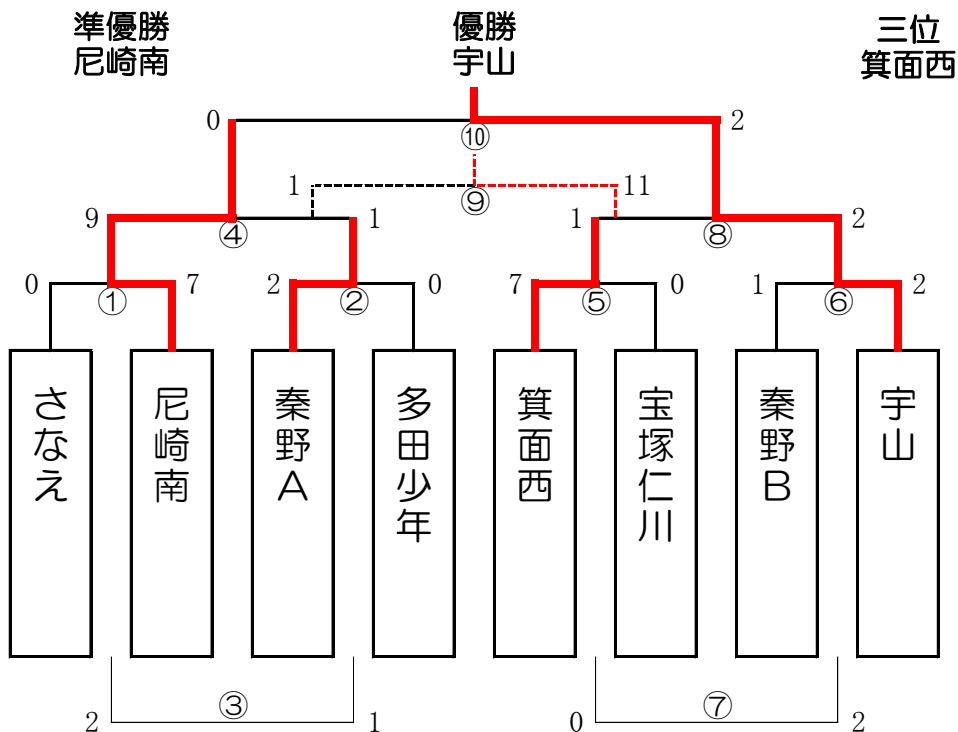 準優勝
尼崎南
優勝
宇山
三位
箕面西
0
⑩
2
1
⑨
11
9
④
1
1
⑧
2
0
①
7
2
②
0
7
⑤
0
1
⑥
2
さなえ
尼崎南
秦野A
多田少年
箕面西
宝塚仁川
秦野B
宇山
2
③
1
0
⑦
2